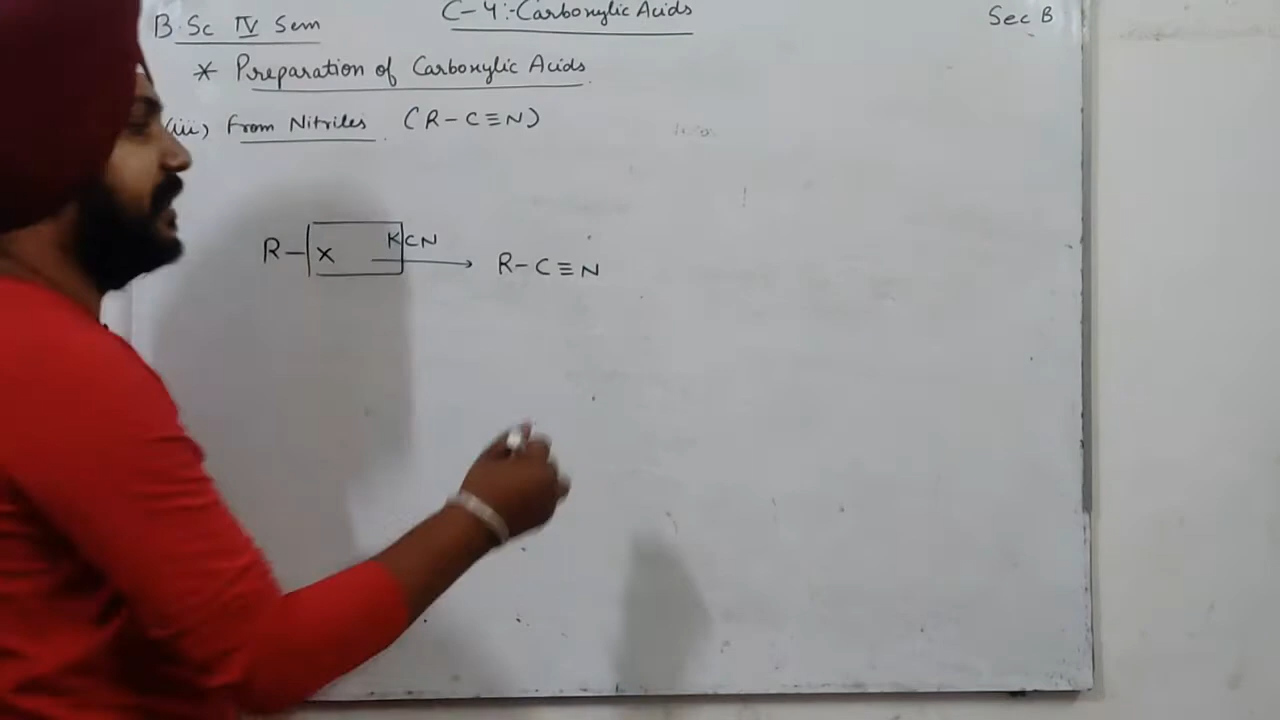 B.Sc IV Sem
C-4:-Carboxylic Acids
Sec B
* Preparation of Carboxylic Acids
(iii) From Nitriles (R-C≡N)
R-X KCN → R-C≡N